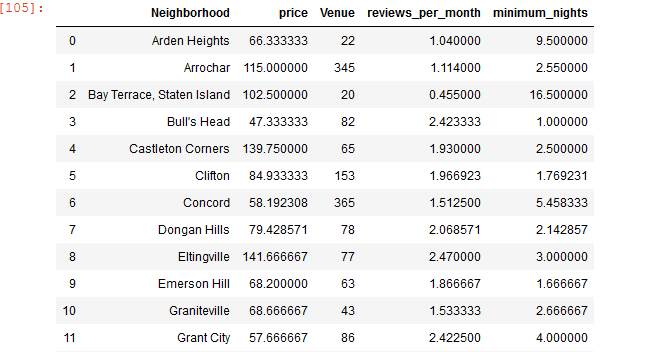 [105]:
Neighborhood price Venue reviews_per_month minimum_nights
0 Arden Heights 66.333333 22 1.040000 9.500000
1 Arrochar 115.000000 345 1.114000 2.550000
2 Bay Terrace, Staten Island 102.500000 20 0.455000 16.500000
3 Bull's Head 47.333333 82 2.423333 1.000000
4 Castleton Corners 139.750000 65 1.930000 2.500000
5 Clifton 84.933333 153 1.966923 1.769231
6 Concord 58.192308 365 1.512500 5.458333
7 Dongan Hills 79.428571 78 2.068571 2.142857
8 Eltingville 141.666667 77 2.470000 3.000000
9 Emerson Hill 68.200000 63 1.866667 1.666667
10 Graniteville 68.666667 43 1.533333 2.666667
11 Grant City 57.666667 86 2.422500 4.000000